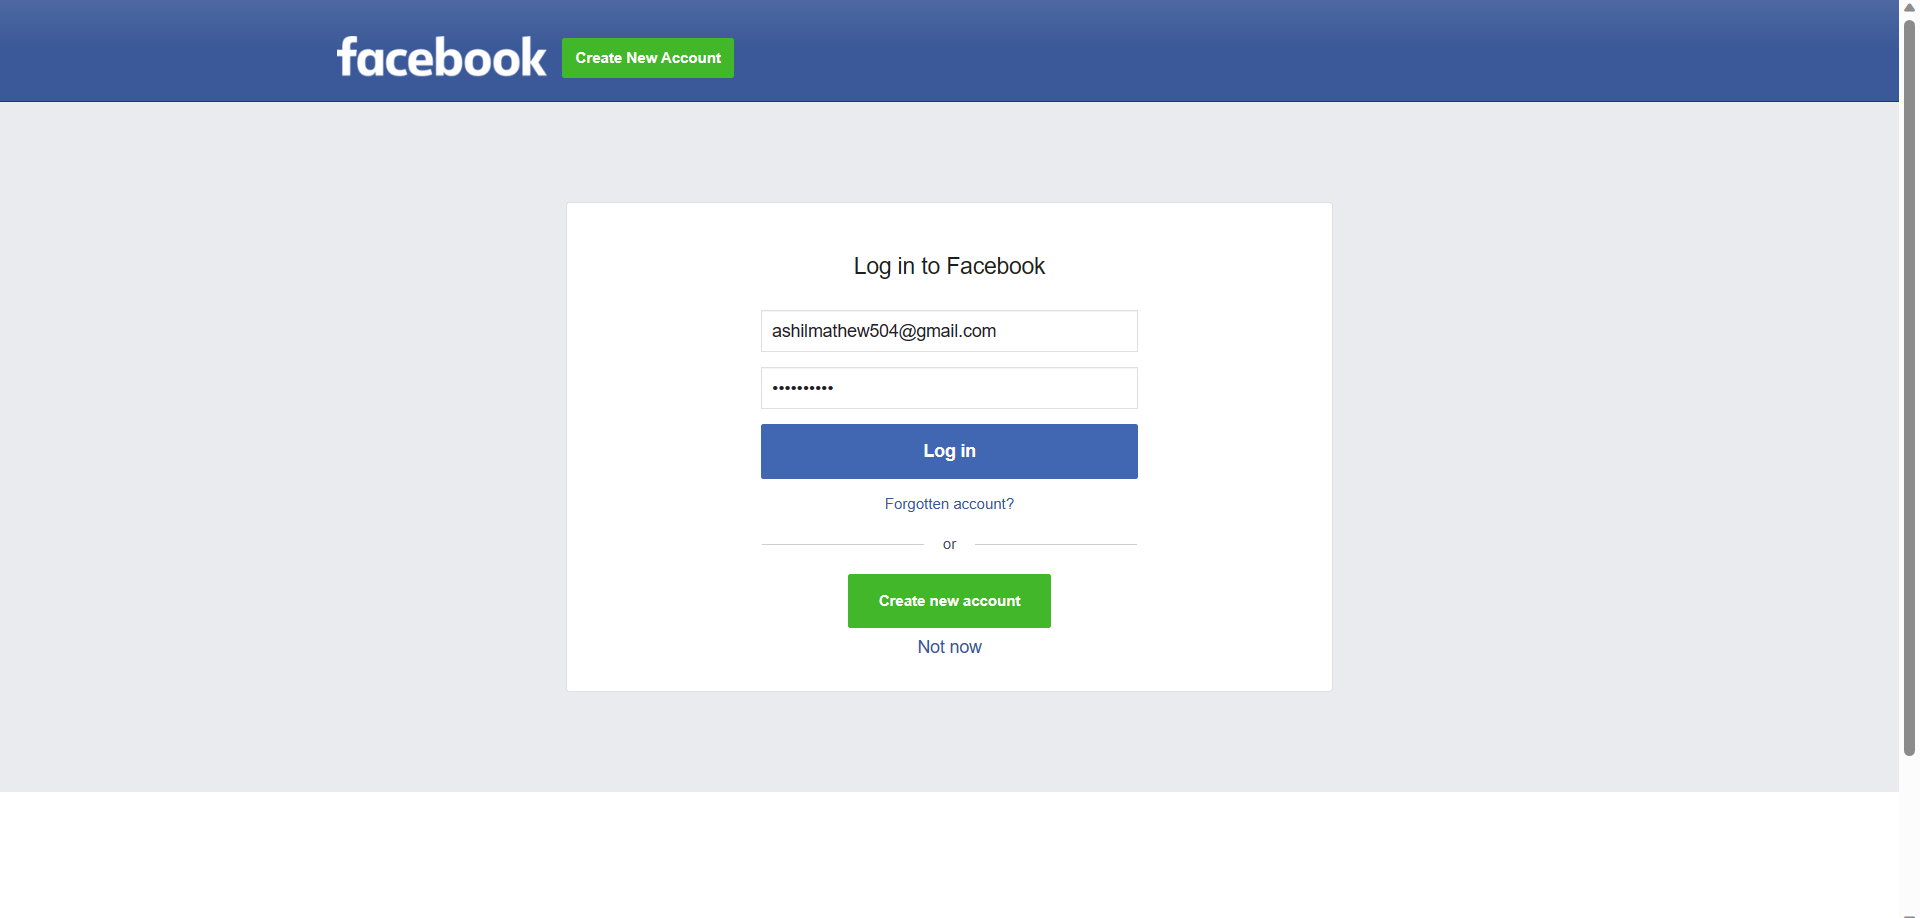 facebook
Create New Account
Log in to Facebook
ashilmathew504@gmail.com
••••••••••
Log in
Forgotten account?
or
Create new account
Not now